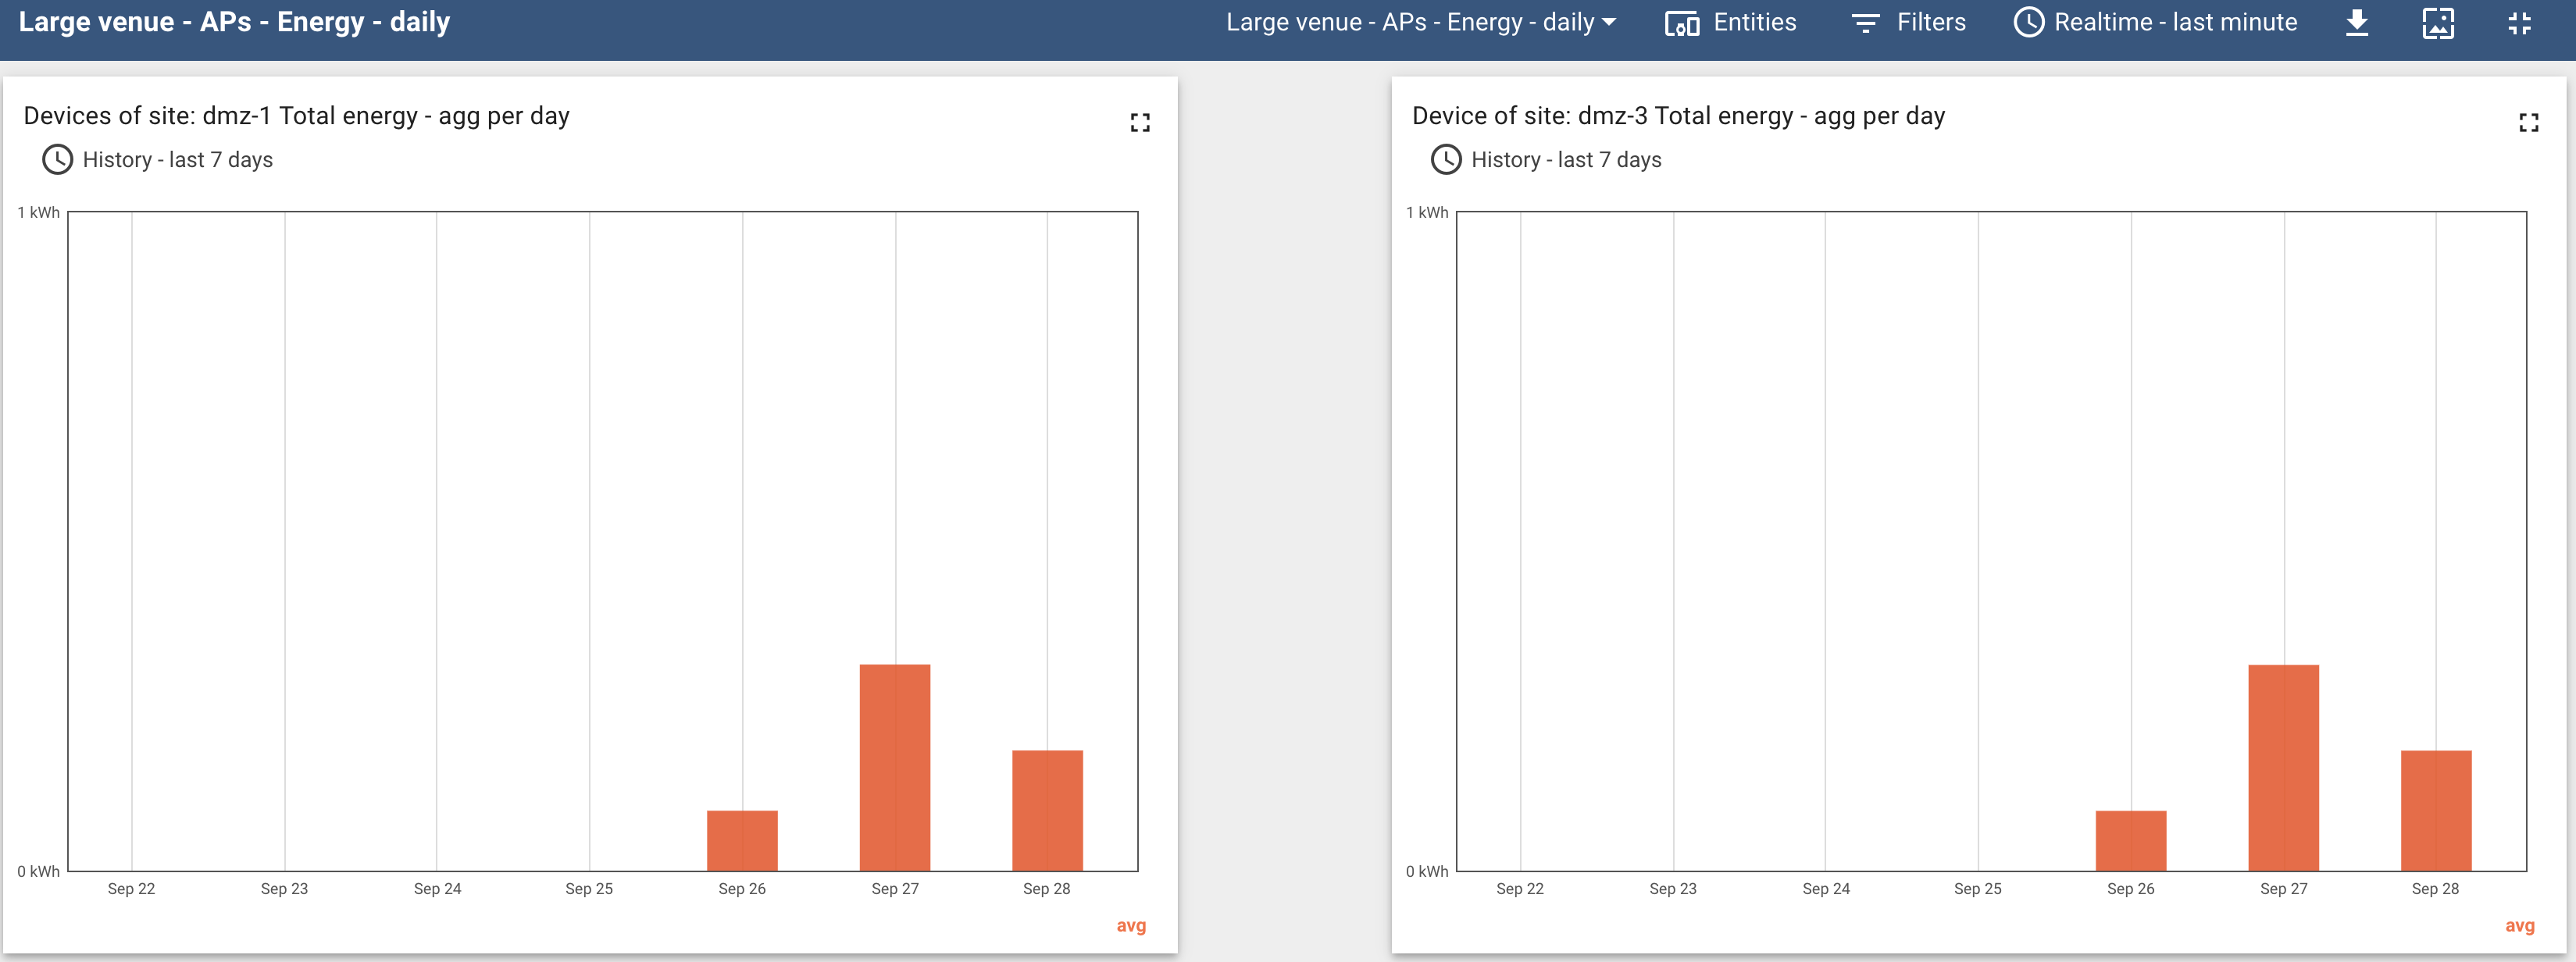 Large venue - APs - Energy - daily
Large venue - APs - Energy - daily
Entities
Filters
Realtime - last minute
Devices of site: dmz-1 Total energy - agg per day
History - last 7 days
1 kWh
0 kWh
Sep 22
Sep 23
Sep 24
Sep 25
Sep 26
Sep 27
Sep 28
avg
Device of site: dmz-3 Total energy - agg per day
History - last 7 days
1 kWh
0 kWh
Sep 22
Sep 23
Sep 24
Sep 25
Sep 26
Sep 27
Sep 28
avg